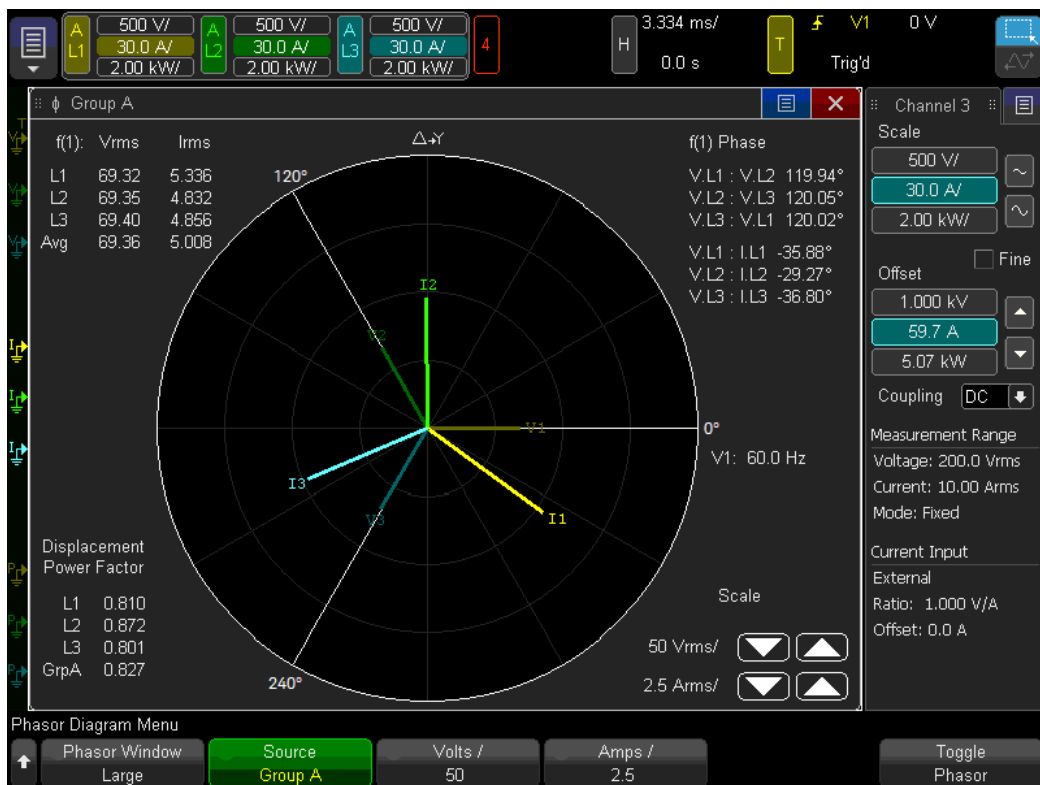 A L1 500 V/ 30.0 A/ 2.00 kW/
A L2 500 V/ 30.0 A/ 2.00 kW/
A L3 500 V/ 30.0 A/ 2.00 kW/
4
H 3.334 ms/ 0.0 s
T V1 0 V Trig'd
ϕ Group A
f(1): Vrms Irms
L1 69.32 5.336
L2 69.35 4.832
L3 69.40 4.856
Avg 69.36 5.008
Δ→Y
120°
I2
V2
V1
0°
I3
V3
I1
240°
f(1) Phase
V.L1 : V.L2 119.94°
V.L2 : V.L3 120.05°
V.L3 : V.L1 120.02°
V.L1 : I.L1 -35.88°
V.L2 : I.L2 -29.27°
V.L3 : I.L3 -36.80°
V1: 60.0 Hz
Displacement
Power Factor
L1 0.810
L2 0.872
L3 0.801
GrpA 0.827
Scale
50 Vrms/
2.5 Arms/
Channel 3
Scale
500 V/
30.0 A/
2.00 kW/
Fine
Offset
1.000 kV
59.7 A
5.07 kW
Coupling DC
Measurement Range
Voltage: 200.0 Vrms
Current: 10.00 Arms
Mode: Fixed
Current Input
External
Ratio: 1.000 V/A
Offset: 0.0 A
Phasor Diagram Menu
Phasor Window
Large
Source
Group A
Volts /
50
Amps /
2.5
Toggle
Phasor